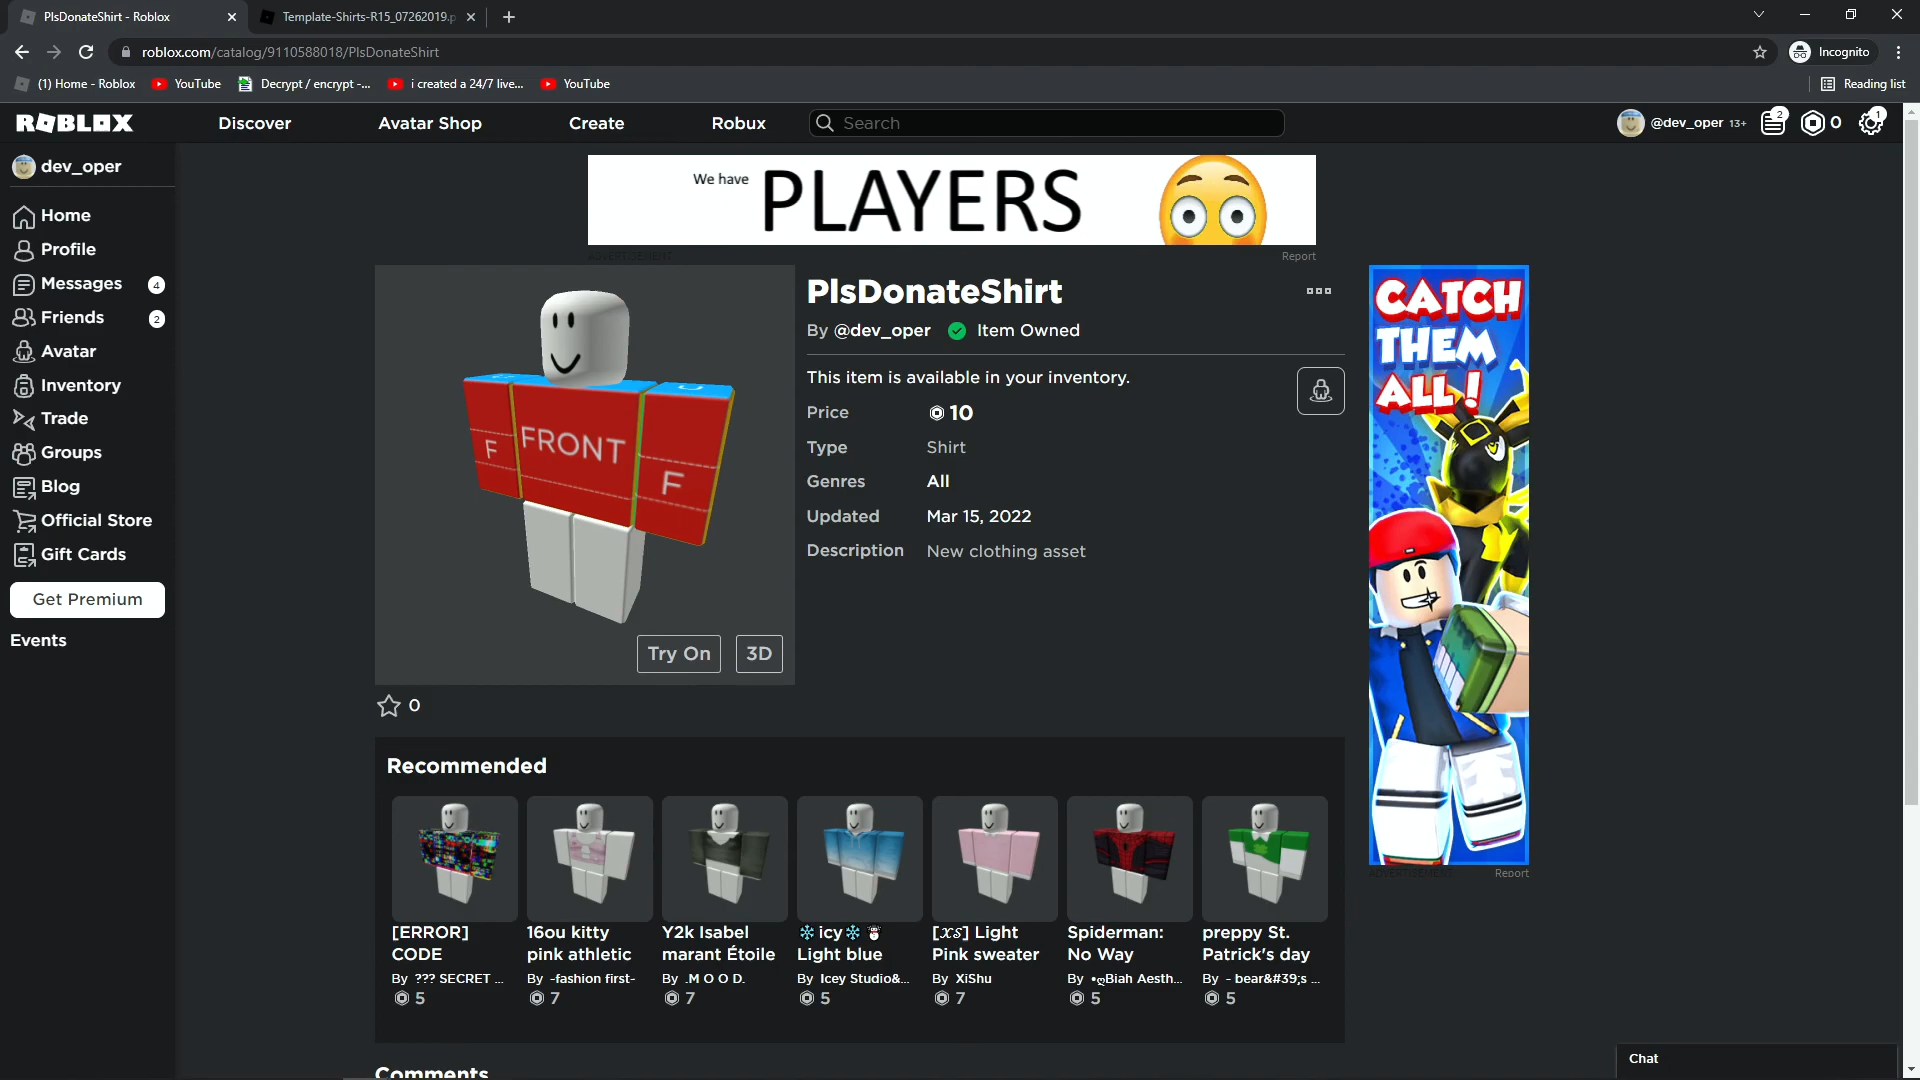 PlsDonateShirt - Roblox
Template-Shirts-R15_07262019.p
roblox.com/catalog/9110588018/PlsDonateShirt
Incognito
(1) Home - Roblox
YouTube
Decrypt / encrypt -...
i created a 24/7 live...
YouTube
Reading list
ROBLOX
Discover
Avatar Shop
Create
Robux
Search
@dev_oper 13+
2
0
1
dev_oper
Home
Profile
Messages 4
Friends 2
Avatar
Inventory
Trade
Groups
Blog
Official Store
Gift Cards
Get Premium
Events
We have PLAYERS
ADVERTISEMENT
Report
F
FRONT
F
U
Try On
3D
0
PlsDonateShirt
By @dev_oper Item Owned
This item is available in your inventory.
Price 10
Type Shirt
Genres All
Updated Mar 15, 2022
Description New clothing asset
CATCH
THEM
ALL!
ADVERTISEMENT
Report
Recommended
[ERROR]
CODE
By ??? SECRET ...
5
16ou kitty
pink athletic
By -fashion first-
7
Y2k Isabel
marant Étoile
By .M O O D.
7
❄icy❄ ☃
Light blue
By Icey Studio&...
5
[𝓧𝓢] Light
Pink sweater
By XiShu
7
Spiderman:
No Way
By •ღBiah Aesth...
5
preppy St.
Patrick's day
By - bear&#39;s ...
5
Comments
Chat